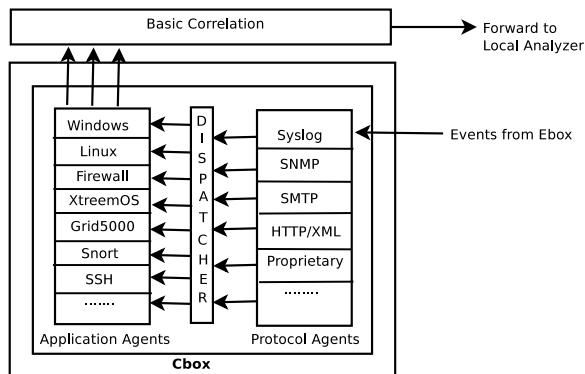 Basic Correlation
Forward to
Local Analyzer
Windows
Linux
Firewall
XtreemOS
Grid5000
Snort
SSH
.......
Application Agents
DISPATCHER
Syslog
SNMP
SMTP
HTTP/XML
Proprietary
........
Protocol Agents
Events from Ebox
Cbox